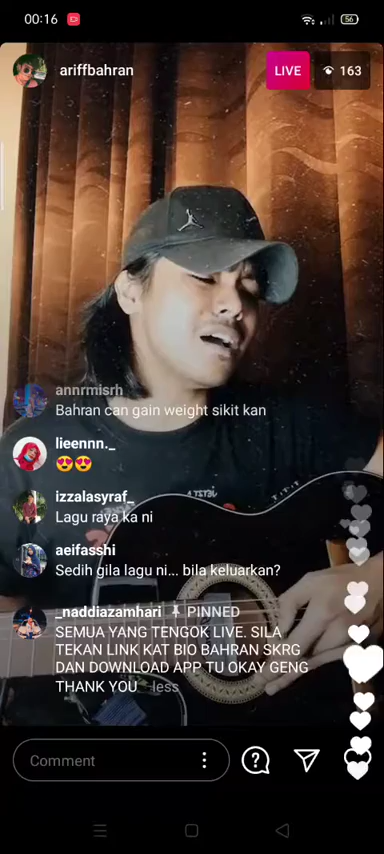 00:16
56
ariffbahran
LIVE
163
annrmisrh
Bahran can gain weight sikit kan
lieennn._
😍😍
izzalasyraf_
Lagu raya ka ni
aeifasshi
Sedih gila lagu ni... bila keluarkan?
_naddiazamhari PINNED
SEMUA YANG TENGOK LIVE. SILA
TEKAN LINK KAT BIO BAHRAN SKRG
DAN DOWNLOAD APP TU OKAY GENG
THANK YOU less
Comment